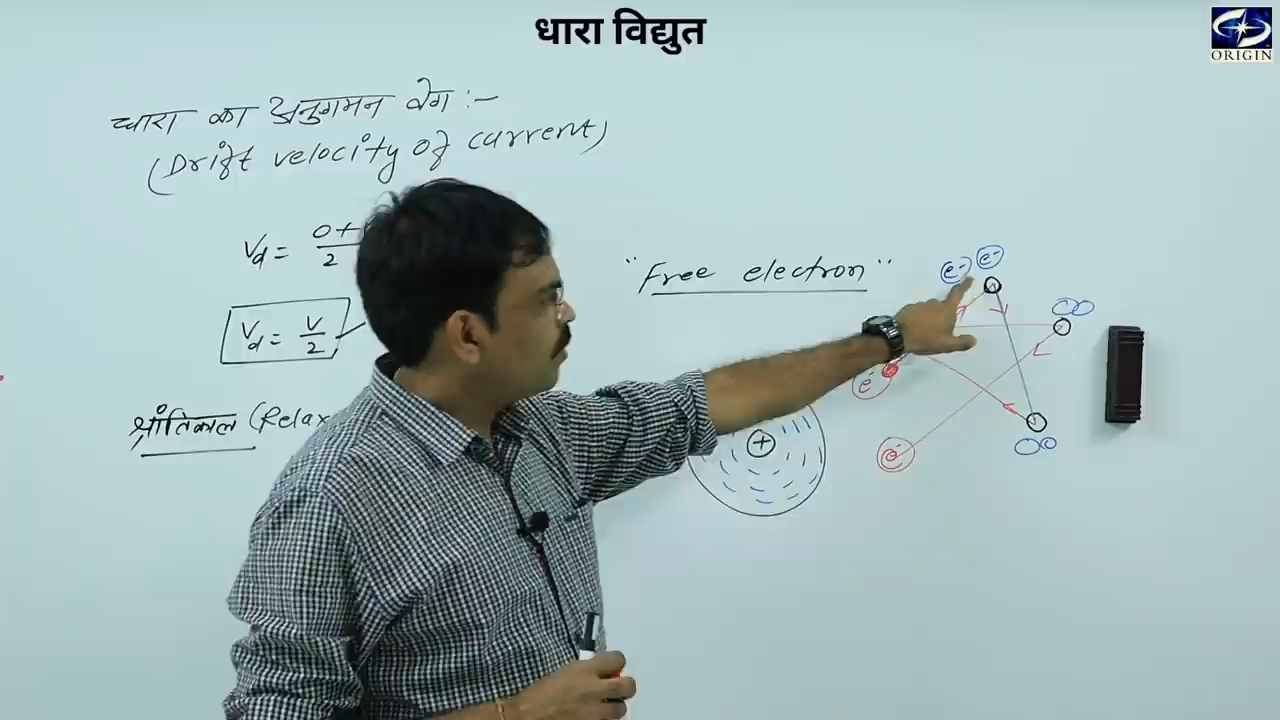 धारा विद्युत
ORIGIN
धारा का अनुगमन वेग :-
(Drift velocity of current)
Vd = 0+
2
Vd = V
2
"Free electron"
e- e-
e-
e-
+
श्रांतिकाल (Relax